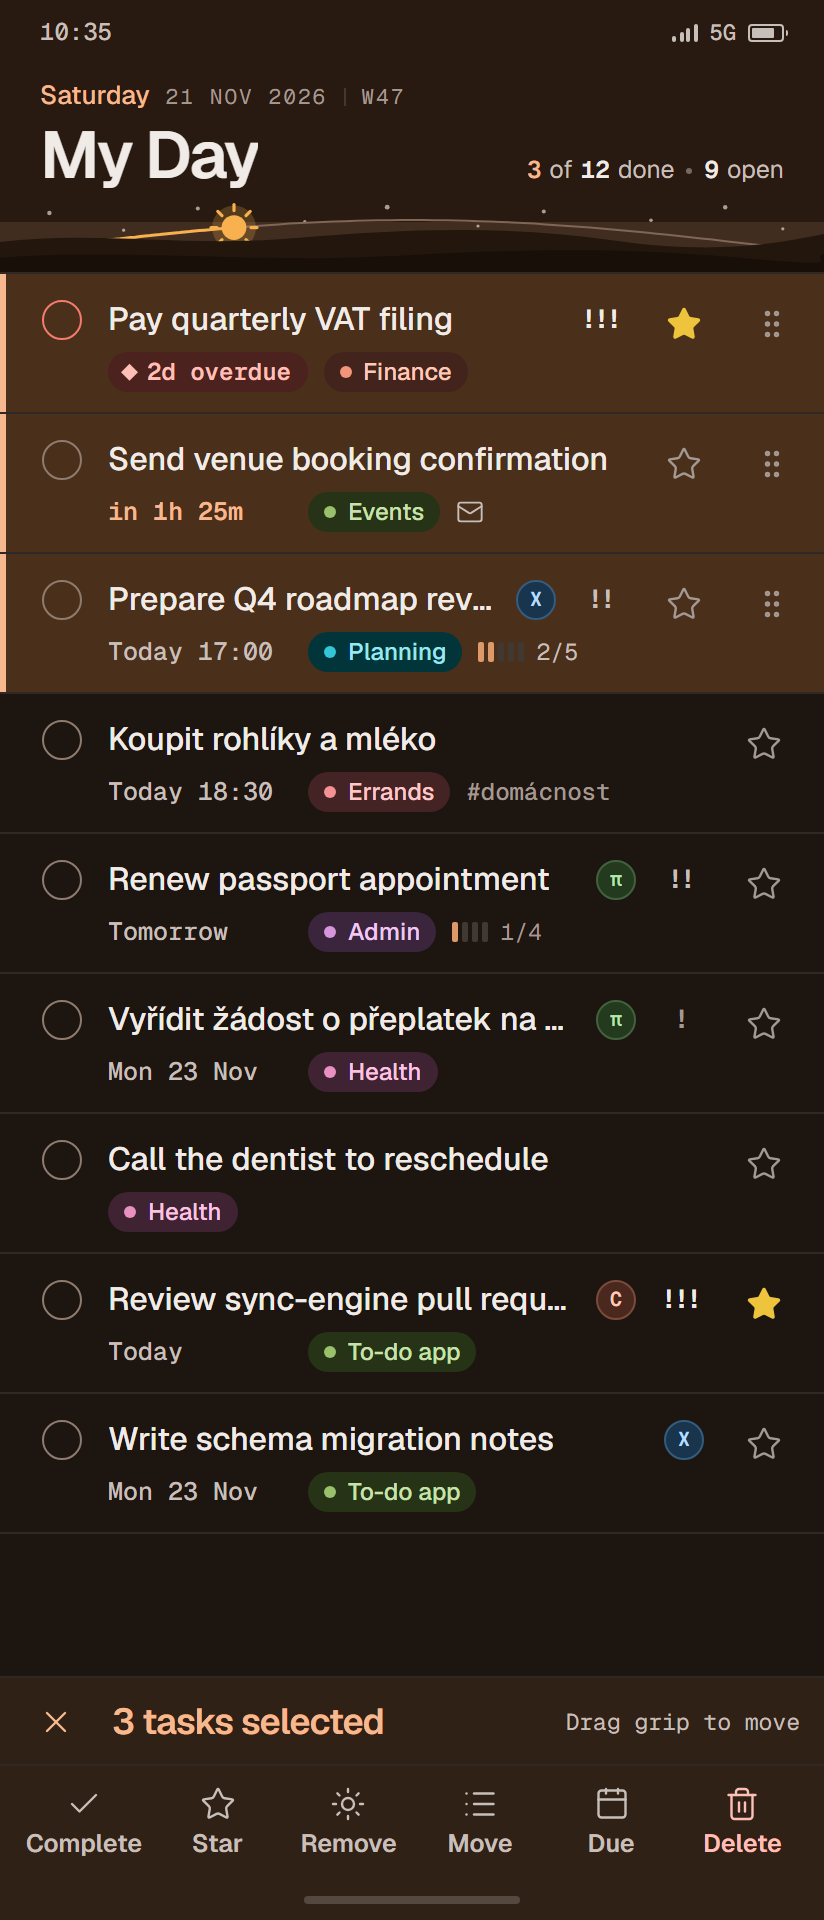 10:35
5G
Saturday 21 NOV 2026 | W47
My Day
3 of 12 done • 9 open
Pay quarterly VAT filing !!!
2d overdue Finance
Send venue booking confirmation
in 1h 25m Events
Prepare Q4 roadmap rev… X !!
Today 17:00 Planning 2/5
Koupit rohlíky a mléko
Today 18:30 Errands #domácnost
Renew passport appointment π !!
Tomorrow Admin 1/4
Vyřídit žádost o přeplatek na … π !
Mon 23 Nov Health
Call the dentist to reschedule
Health
Review sync-engine pull requ… C !!!
Today To-do app
Write schema migration notes X
Mon 23 Nov To-do app
3 tasks selected Drag grip to move
Complete Star Remove Move Due Delete